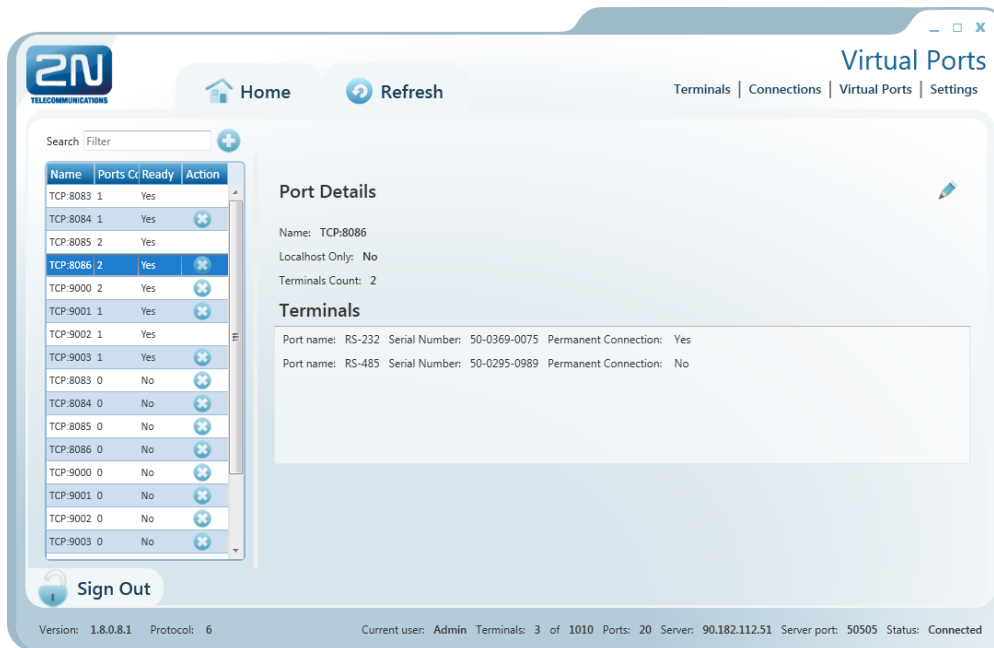 2N
TELECOMMUNICATIONS
Home
Refresh
Virtual Ports
Terminals | Connections | Virtual Ports | Settings
Search Filter
Name Ports Cc Ready Action
TCP:8083 1 Yes
TCP:8084 1 Yes
TCP:8085 2 Yes
TCP:8086 2 Yes
TCP:9000 2 Yes
TCP:9001 1 Yes
TCP:9002 1 Yes
TCP:9003 1 Yes
TCP:8083 0 No
TCP:8084 0 No
TCP:8085 0 No
TCP:8086 0 No
TCP:9000 0 No
TCP:9001 0 No
TCP:9002 0 No
TCP:9003 0 No
Port Details
Name: TCP:8086
Localhost Only: No
Terminals Count: 2
Terminals
Port name: RS-232 Serial Number: 50-0369-0075 Permanent Connection: Yes
Port name: RS-485 Serial Number: 50-0295-0989 Permanent Connection: No
Sign Out
Version: 1.8.0.8.1 Protocol: 6 Current user: Admin Terminals: 3 of 1010 Ports: 20 Server: 90.182.112.51 Server port: 50505 Status: Connected